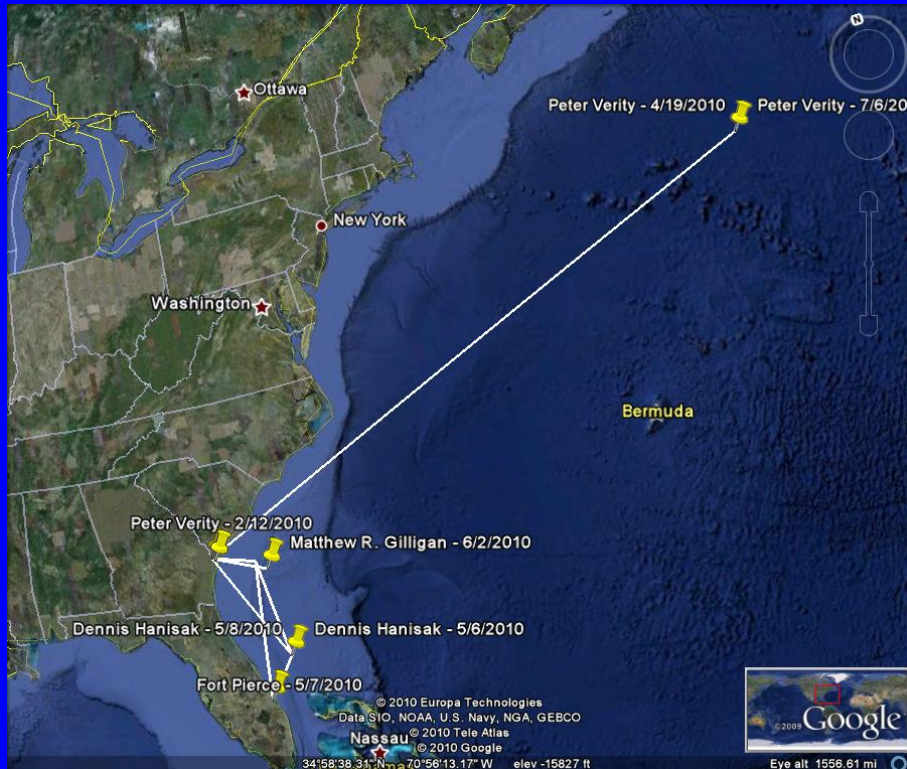 N
Ottawa
Peter Verity - 4/19/2010 Peter Verity - 7/6/20
New York
Washington
Bermuda
Peter Verity - 2/12/2010
Matthew R. Gilligan - 6/2/2010
Dennis Hanisak - 5/8/2010 Dennis Hanisak - 5/6/2010
Fort Pierce - 5/7/2010
© 2010 Europa Technologies
Data SIO, NOAA, U.S. Navy, NGA, GEBCO
© 2010 Tele Atlas
© 2010 Google
Nassau
©2009 Google
34°58'38.31" N 70°56'13.17" W elev -15827 ft Eye alt 1556.61 mi